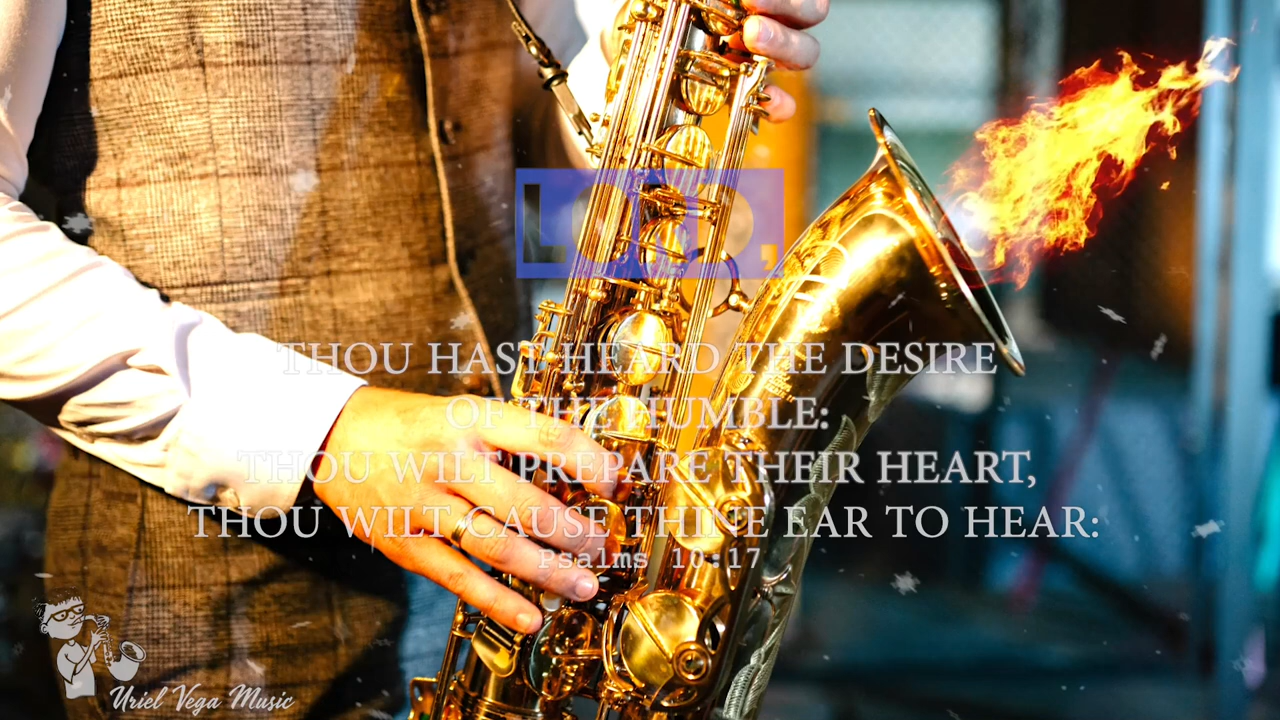 LORD,
THOU HAST HEARD THE DESIRE
OF THE HUMBLE:
THOU WILT PREPARE THEIR HEART,
THOU WILT CAUSE THINE EAR TO HEAR:
Psalms 10:17
Uriel Vega Music